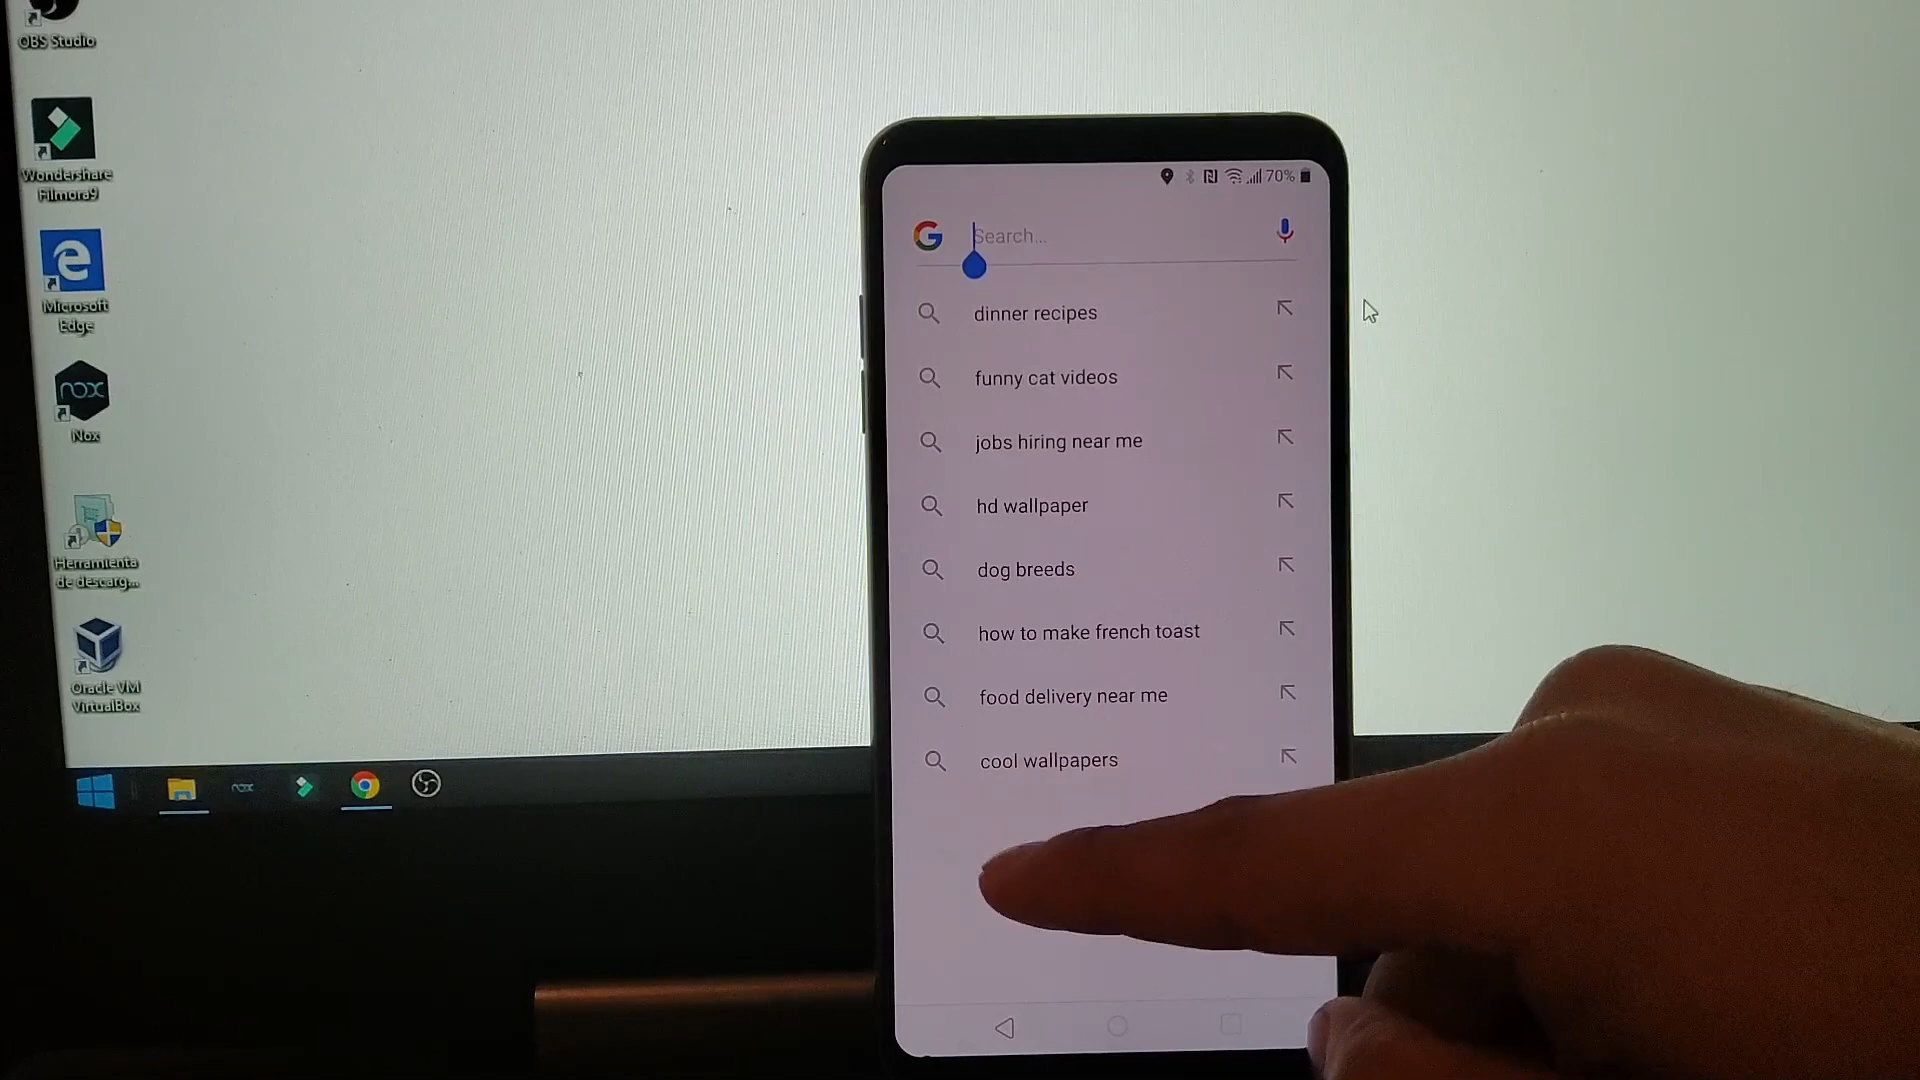 OBS Studio
Wondershare
Filmora9
Microsoft
Edge
nox
Nox
Herramienta
de descarg...
Oracle VM
VirtualBox
nox
70%
Search...
dinner recipes
funny cat videos
jobs hiring near me
hd wallpaper
dog breeds
how to make french toast
food delivery near me
cool wallpapers